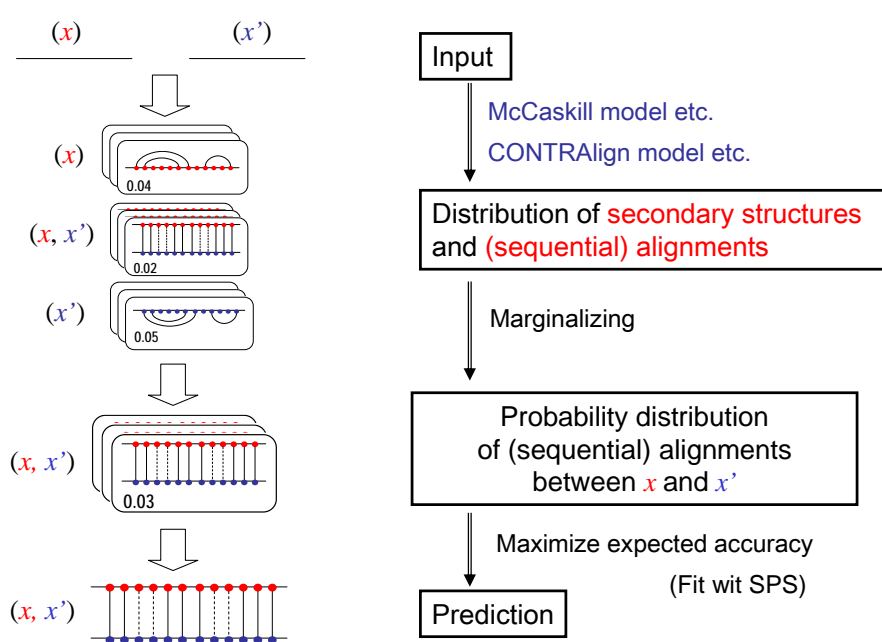 (x)
(x')
(x)
0.04
(x, x')
0.02
(x')
0.05
(x, x')
0.03
(x, x')
Input
McCaskill model etc.
CONTRAlign model etc.
Distribution of secondary structures
and (sequential) alignments
Marginalizing
Probability distribution
of (sequential) alignments
between x and x'
Maximize expected accuracy
(Fit wit SPS)
Prediction